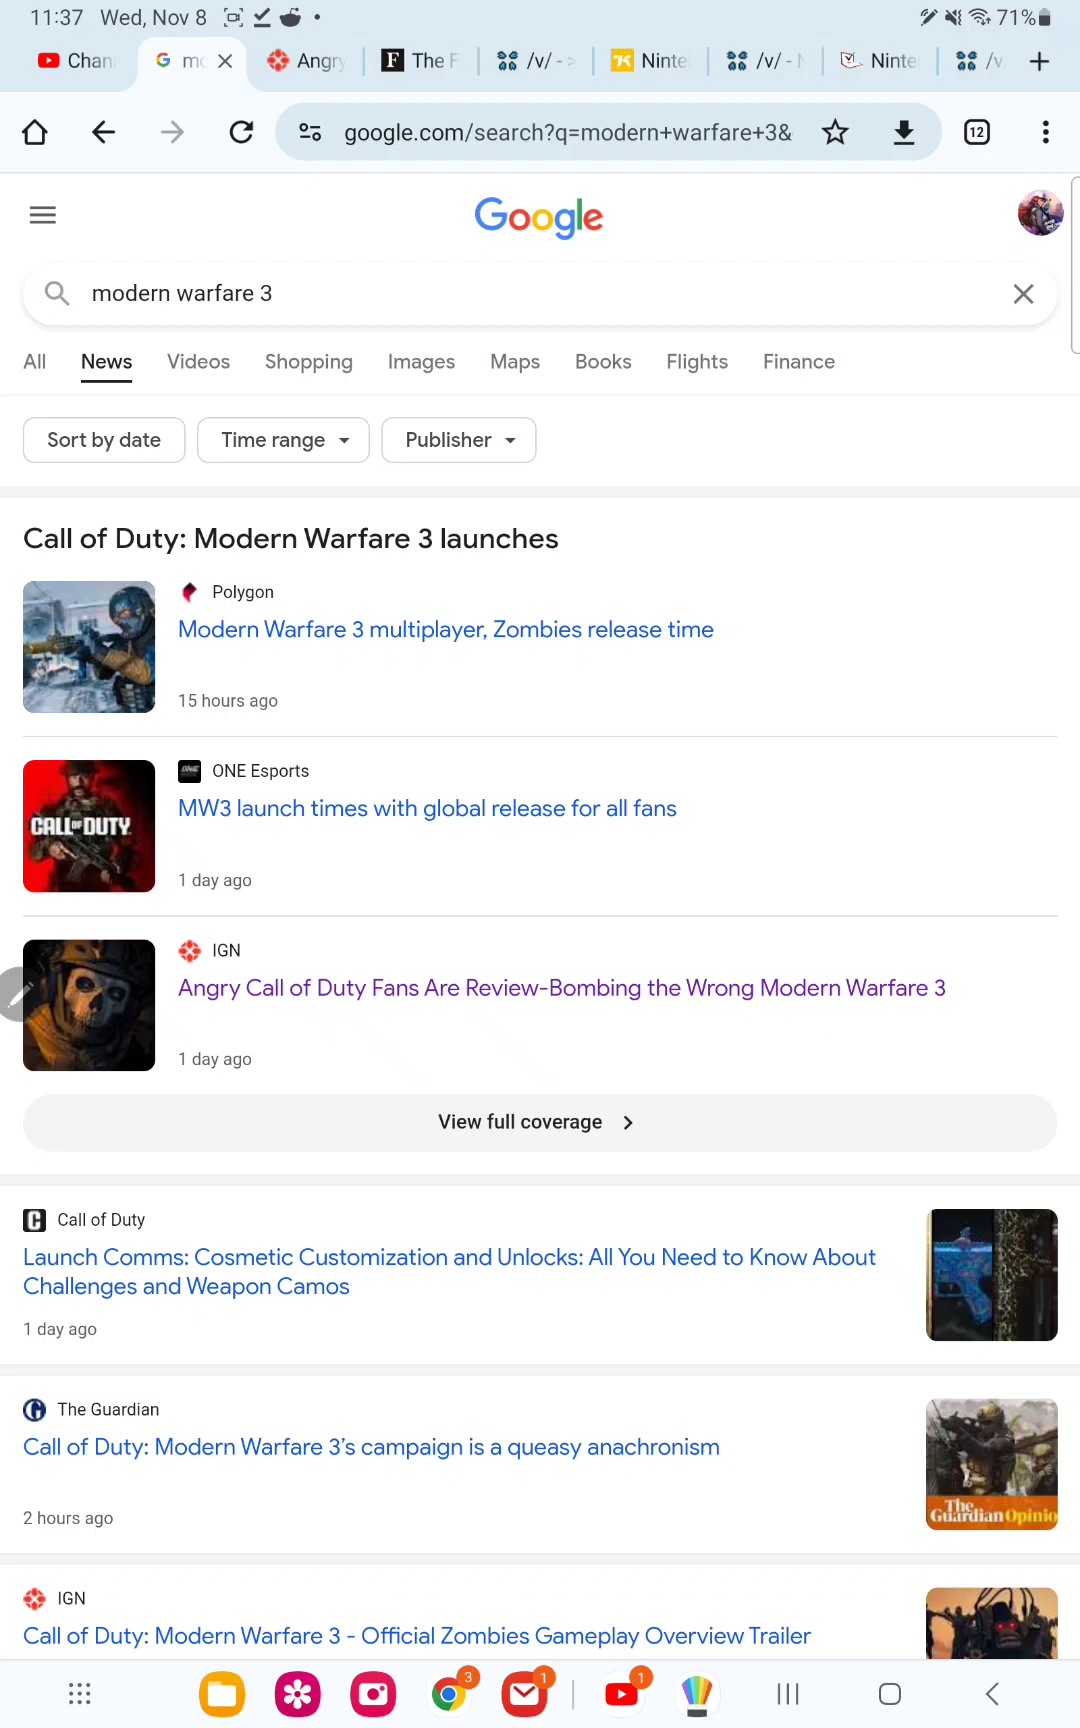 11:37 Wed, Nov 8
71%
Chan
mo
Angry
The F
/v/ - >
Ninte
/v/ - N
Ninte
/v
google.com/search?q=modern+warfare+3&
12
Google
modern warfare 3
All News Videos Shopping Images Maps Books Flights Finance
Sort by date Time range Publisher
Call of Duty: Modern Warfare 3 launches
Polygon
Modern Warfare 3 multiplayer, Zombies release time
15 hours ago
CALL OF DUTY
ONE Esports
MW3 launch times with global release for all fans
1 day ago
IGN
Angry Call of Duty Fans Are Review-Bombing the Wrong Modern Warfare 3
1 day ago
View full coverage
Call of Duty
Launch Comms: Cosmetic Customization and Unlocks: All You Need to Know About
Challenges and Weapon Camos
1 day ago
The Guardian
Call of Duty: Modern Warfare 3's campaign is a queasy anachronism
2 hours ago
The
Guardian Opinio
IGN
Call of Duty: Modern Warfare 3 - Official Zombies Gameplay Overview Trailer
3
1
1